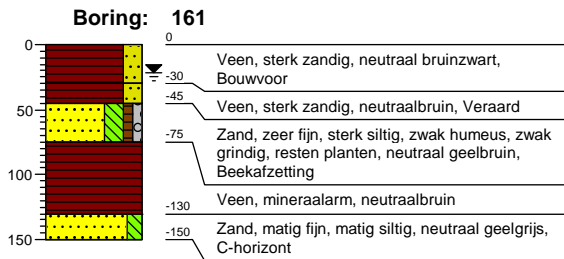 Boring: 161
0
0
Veen, sterk zandig, neutraal bruinzwart,
Bouwvoor
-30
-45
Veen, sterk zandig, neutraalbruin, Veraard
50
Zand, zeer fijn, sterk siltig, zwak humeus, zwak
grindig, resten planten, neutraal geelbruin,
Beekafzetting
-75
100
Veen, mineraalarm, neutraalbruin
-130
Zand, matig fijn, matig siltig, neutraal geelgrijs,
C-horizont
150
-150